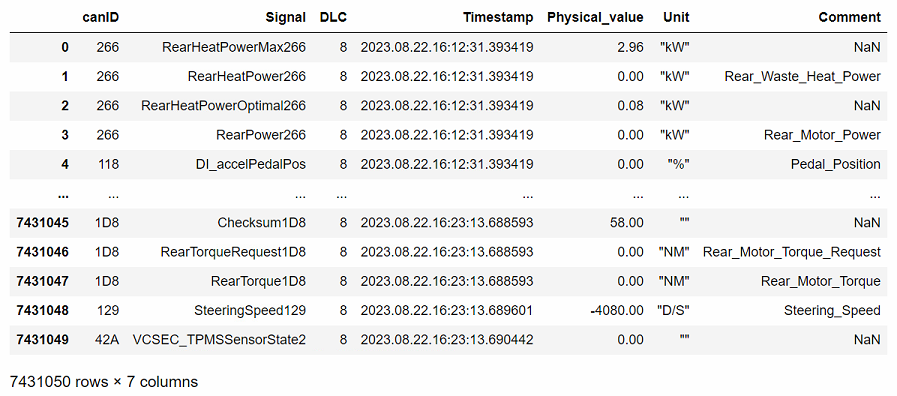 canID Signal DLC Timestamp Physical_value Unit Comment
0 266 RearHeatPowerMax266 8 2023.08.22.16:12:31.393419 2.96 "kW" NaN
1 266 RearHeatPower266 8 2023.08.22.16:12:31.393419 0.00 "kW" Rear_Waste_Heat_Power
2 266 RearHeatPowerOptimal266 8 2023.08.22.16:12:31.393419 0.08 "kW" NaN
3 266 RearPower266 8 2023.08.22.16:12:31.393419 0.00 "kW" Rear_Motor_Power
4 118 DI_accelPedalPos 8 2023.08.22.16:12:31.393419 0.00 "%" Pedal_Position
... ... ... ... ... ... ... ...
7431045 1D8 Checksum1D8 8 2023.08.22.16:23:13.688593 58.00 "" NaN
7431046 1D8 RearTorqueRequest1D8 8 2023.08.22.16:23:13.688593 0.00 "NM" Rear_Motor_Torque_Request
7431047 1D8 RearTorque1D8 8 2023.08.22.16:23:13.688593 0.00 "NM" Rear_Motor_Torque
7431048 129 SteeringSpeed129 8 2023.08.22.16:23:13.689601 -4080.00 "D/S" Steering_Speed
7431049 42A VCSEC_TPMSSensorState2 8 2023.08.22.16:23:13.690442 0.00 "" NaN
7431050 rows × 7 columns